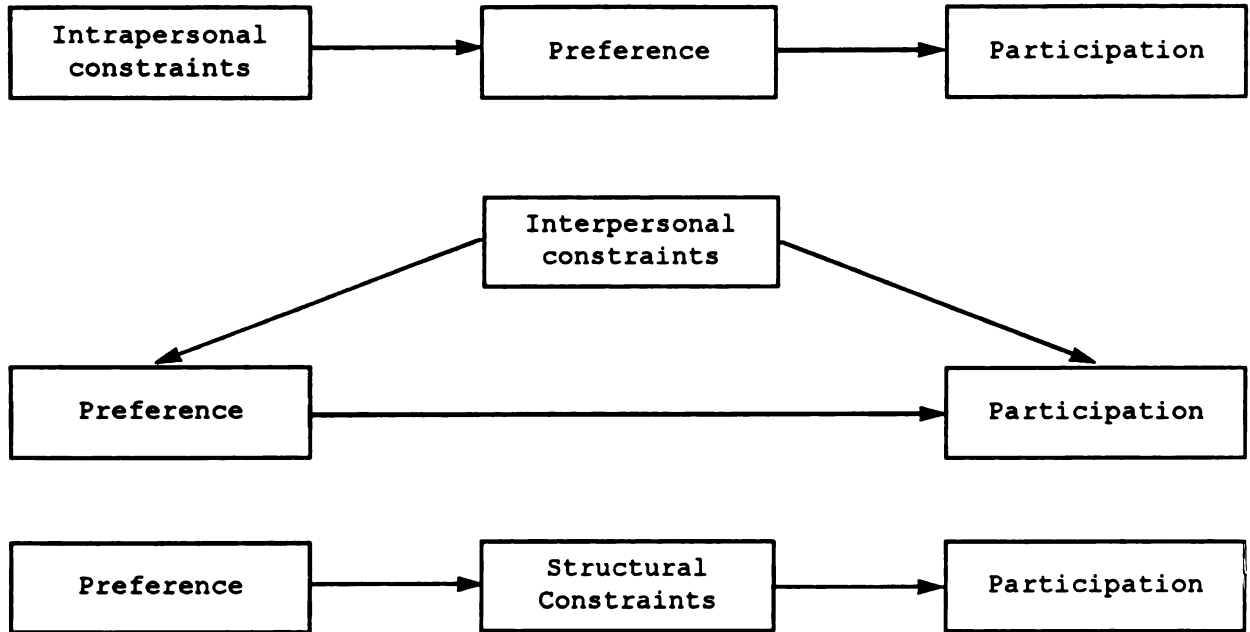 Intrapersonal
constraints
Preference
Participation
Interpersonal
constraints
Preference
Participation
Preference
Structural
Constraints
Participation